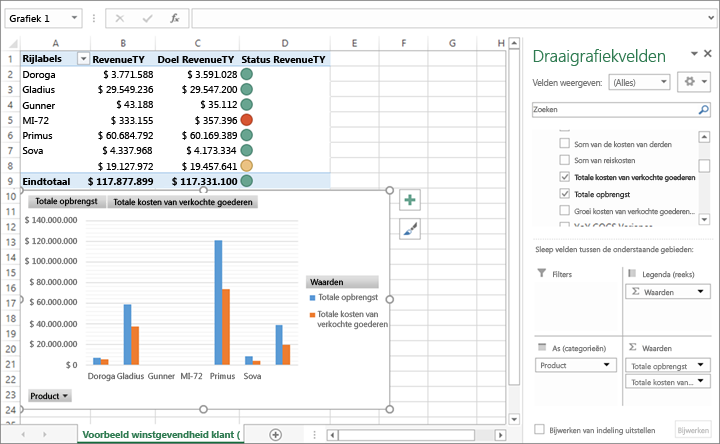 Grafiek 1
fx
A B C D E F G H
1 Rijlabels RevenueTY Doel RevenueTY Status RevenueTY
2 Doroga $ 3.771.588 $ 3.591.028
3 Gladius $ 29.549.236 $ 29.547.200
4 Gunner $ 43.188 $ 35.112
5 MI-72 $ 333.155 $ 357.396
6 Primus $ 60.684.792 $ 60.169.389
7 Sova $ 4.337.968 $ 4.173.334
8 $ 19.127.972 $ 19.457.641
9 Eindtotaal $ 117.877.899 $ 117.331.100
10
11
12
13
14
15
16
17
18
19
20
21
22
23
24
Totale opbrengst Totale kosten van verkochte goederen
$ 140.000.000
$ 120.000.000
$ 100.000.000
$ 80.000.000
$ 60.000.000
$ 40.000.000
$ 20.000.000
$ 0
Doroga Gladius Gunner MI-72 Primus Sova
Waarden
Totale opbrengst
Totale kosten van
verkochte goederen
Product
Voorbeeld winstgevendheid klant (
Draaigrafiekvelden
Velden weergeven: (Alles)
Zoeken
Som van de kosten van derden
Som van reiskosten
Totale kosten van verkochte goederen
Totale opbrengst
Groei kosten van verkochte goederen...
YoY COGS Variance
Sleep velden tussen de onderstaande gebieden:
Filters
Legenda (reeks)
Σ Waarden
As (categorieën)
Product
Σ Waarden
Totale opbrengst
Totale kosten van...
Bijwerken van indeling uitstellen
Bijwerken